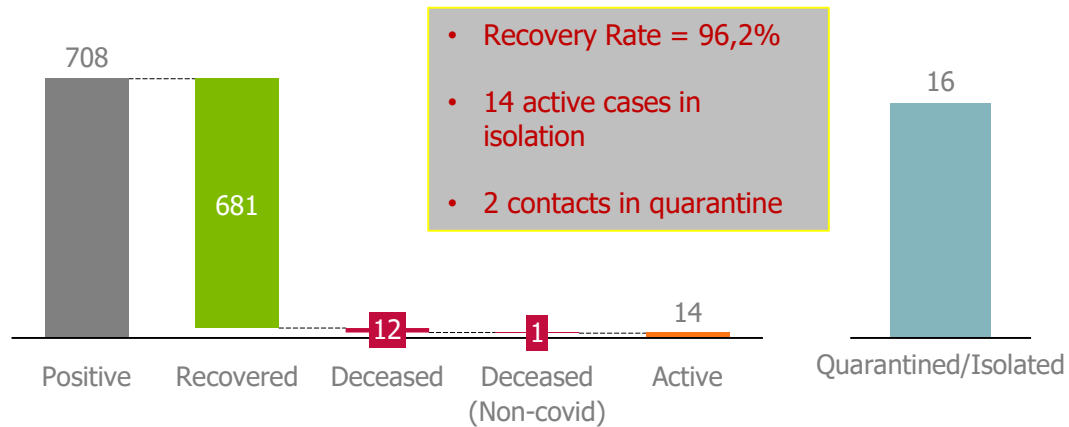 708
681
12
1
14
• Recovery Rate = 96,2%
• 14 active cases in
isolation
• 2 contacts in quarantine
16
Positive
Recovered
Deceased
Deceased
(Non-covid)
Active
Quarantined/Isolated